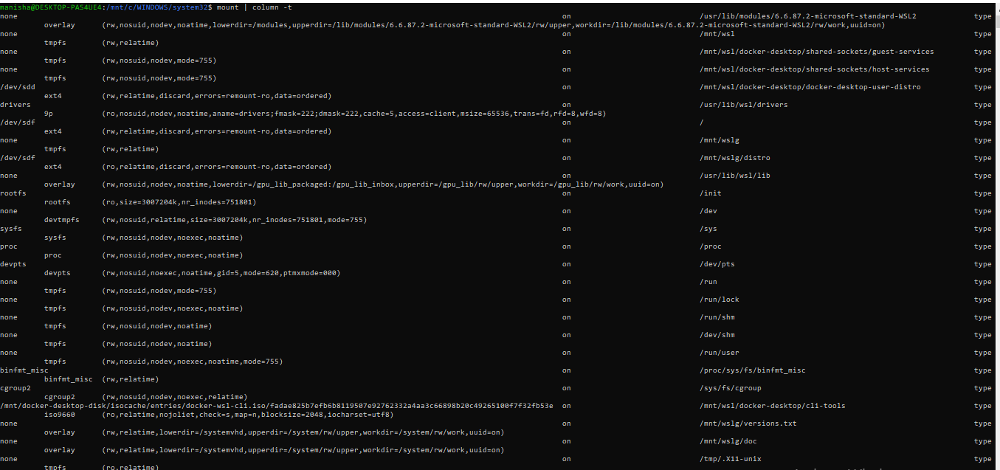 manisha@DESKTOP-PAS4UE4:/mnt/c/WINDOWS/system32$ mount | column -t
none on /usr/lib/modules/6.6.87.2-microsoft-standard-WSL2 type
overlay (rw,nosuid,nodev,noatime,lowerdir=/modules,upperdir=/lib/modules/6.6.87.2-microsoft-standard-WSL2/rw/upper,workdir=/lib/modules/6.6.87.2-microsoft-standard-WSL2/rw/work,uuid=on)
none on /mnt/wsl type
tmpfs (rw,relatime)
none on /mnt/wsl/docker-desktop/shared-sockets/guest-services type
tmpfs (rw,nosuid,nodev,mode=755)
none on /mnt/wsl/docker-desktop/shared-sockets/host-services type
tmpfs (rw,nosuid,nodev,mode=755)
/dev/sdd on /mnt/wsl/docker-desktop/docker-desktop-user-distro type
ext4 (rw,relatime,discard,errors=remount-ro,data=ordered)
drivers on /usr/lib/wsl/drivers type
9p (ro,nosuid,nodev,noatime,aname=drivers;fmask=222;dmask=222,cache=5,access=client,msize=65536,trans=fd,rfd=8,wfd=8)
/dev/sdf on / type
ext4 (rw,relatime,discard,errors=remount-ro,data=ordered)
none on /mnt/wslg type
tmpfs (rw,relatime)
/dev/sdf on /mnt/wslg/distro type
ext4 (ro,relatime,discard,errors=remount-ro,data=ordered)
none on /usr/lib/wsl/lib type
overlay (rw,nosuid,nodev,noatime,lowerdir=/gpu_lib_packaged:/gpu_lib_inbox,upperdir=/gpu_lib/rw/upper,workdir=/gpu_lib/rw/work,uuid=on)
rootfs on /init type
rootfs (ro,size=3007204k,nr_inodes=751801)
none on /dev type
devtmpfs (rw,nosuid,relatime,size=3007204k,nr_inodes=751801,mode=755)
sysfs on /sys type
sysfs (rw,nosuid,nodev,noexec,noatime)
proc on /proc type
proc (rw,nosuid,nodev,noexec,noatime)
devpts on /dev/pts type
devpts (rw,nosuid,noexec,noatime,gid=5,mode=620,ptmxmode=000)
none on /run type
tmpfs (rw,nosuid,nodev,mode=755)
none on /run/lock type
tmpfs (rw,nosuid,nodev,noexec,noatime)
none on /run/shm type
tmpfs (rw,nosuid,nodev,noatime)
none on /dev/shm type
tmpfs (rw,nosuid,nodev,noatime)
none on /run/user type
tmpfs (rw,nosuid,nodev,noexec,noatime,mode=755)
binfmt_misc on /proc/sys/fs/binfmt_misc type
binfmt_misc (rw,relatime)
cgroup2 on /sys/fs/cgroup type
cgroup2 (rw,nosuid,nodev,noexec,relatime)
/mnt/docker-desktop-disk/isocache/entries/docker-wsl-cli.iso/fadae825b7efb6b8119507e92762332a4aa3c66898b20c49265100f7f32fb53e on /mnt/wsl/docker-desktop/cli-tools type
iso9660 (ro,relatime,nojoliet,check=s,map=n,blocksize=2048,iocharset=utf8)
none on /mnt/wslg/versions.txt type
overlay (rw,relatime,lowerdir=/systemvhd,upperdir=/system/rw/upper,workdir=/system/rw/work,uuid=on)
none on /mnt/wslg/doc type
overlay (rw,relatime,lowerdir=/systemvhd,upperdir=/system/rw/upper,workdir=/system/rw/work,uuid=on)
none on /tmp/.X11-unix type
tmpfs (ro,relatime)